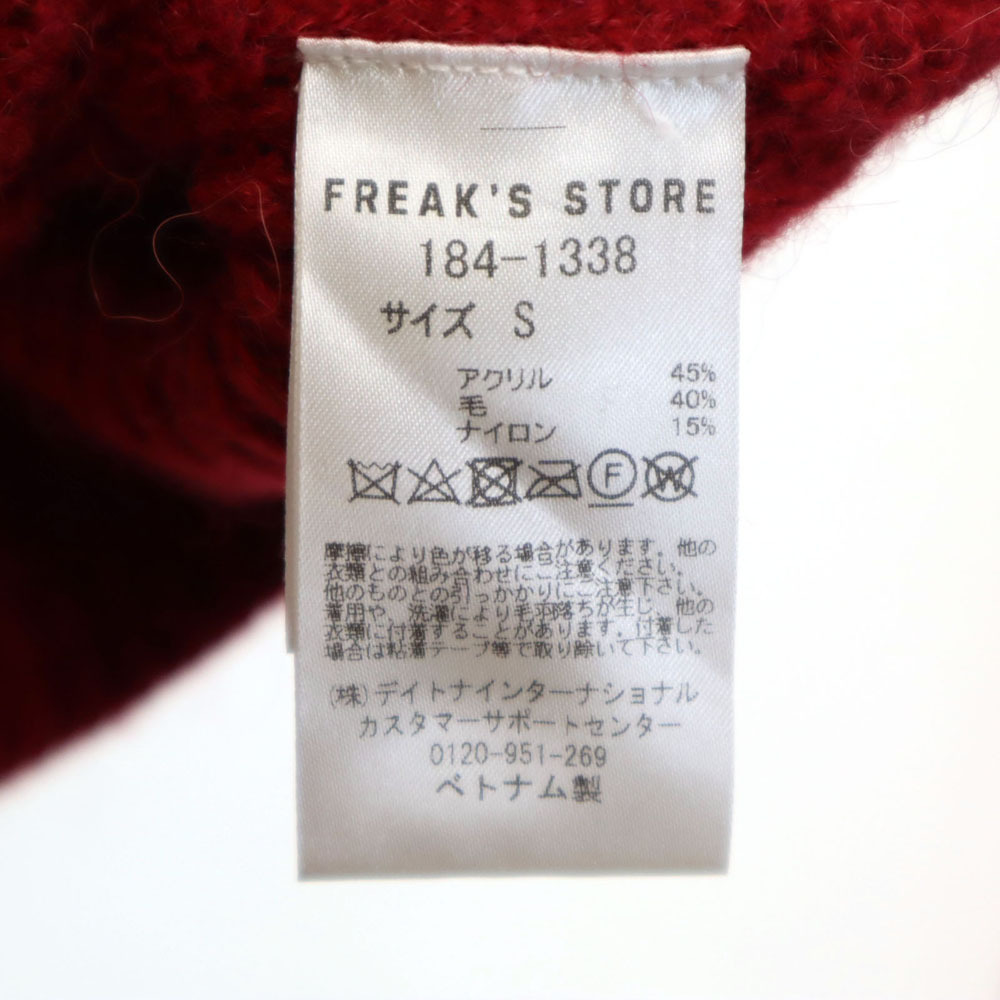 FREAK'S STORE
184-1338
サイズ S
アクリル 45%
毛 40%
ナイロン 15%
F W
摩擦により色が移る場合があります。他の
衣類との組み合わせにご注意ください。
他のものとの引っかかりにご注意下さい。
着用や、洗濯により毛羽落ちが生じ、他の
衣類に付着することがあります。付着した
場合は粘着テープ等で取り除いて下さい。
(株)デイトナインターナショナル
カスタマーサポートセンター
0120-951-269
ベトナム製